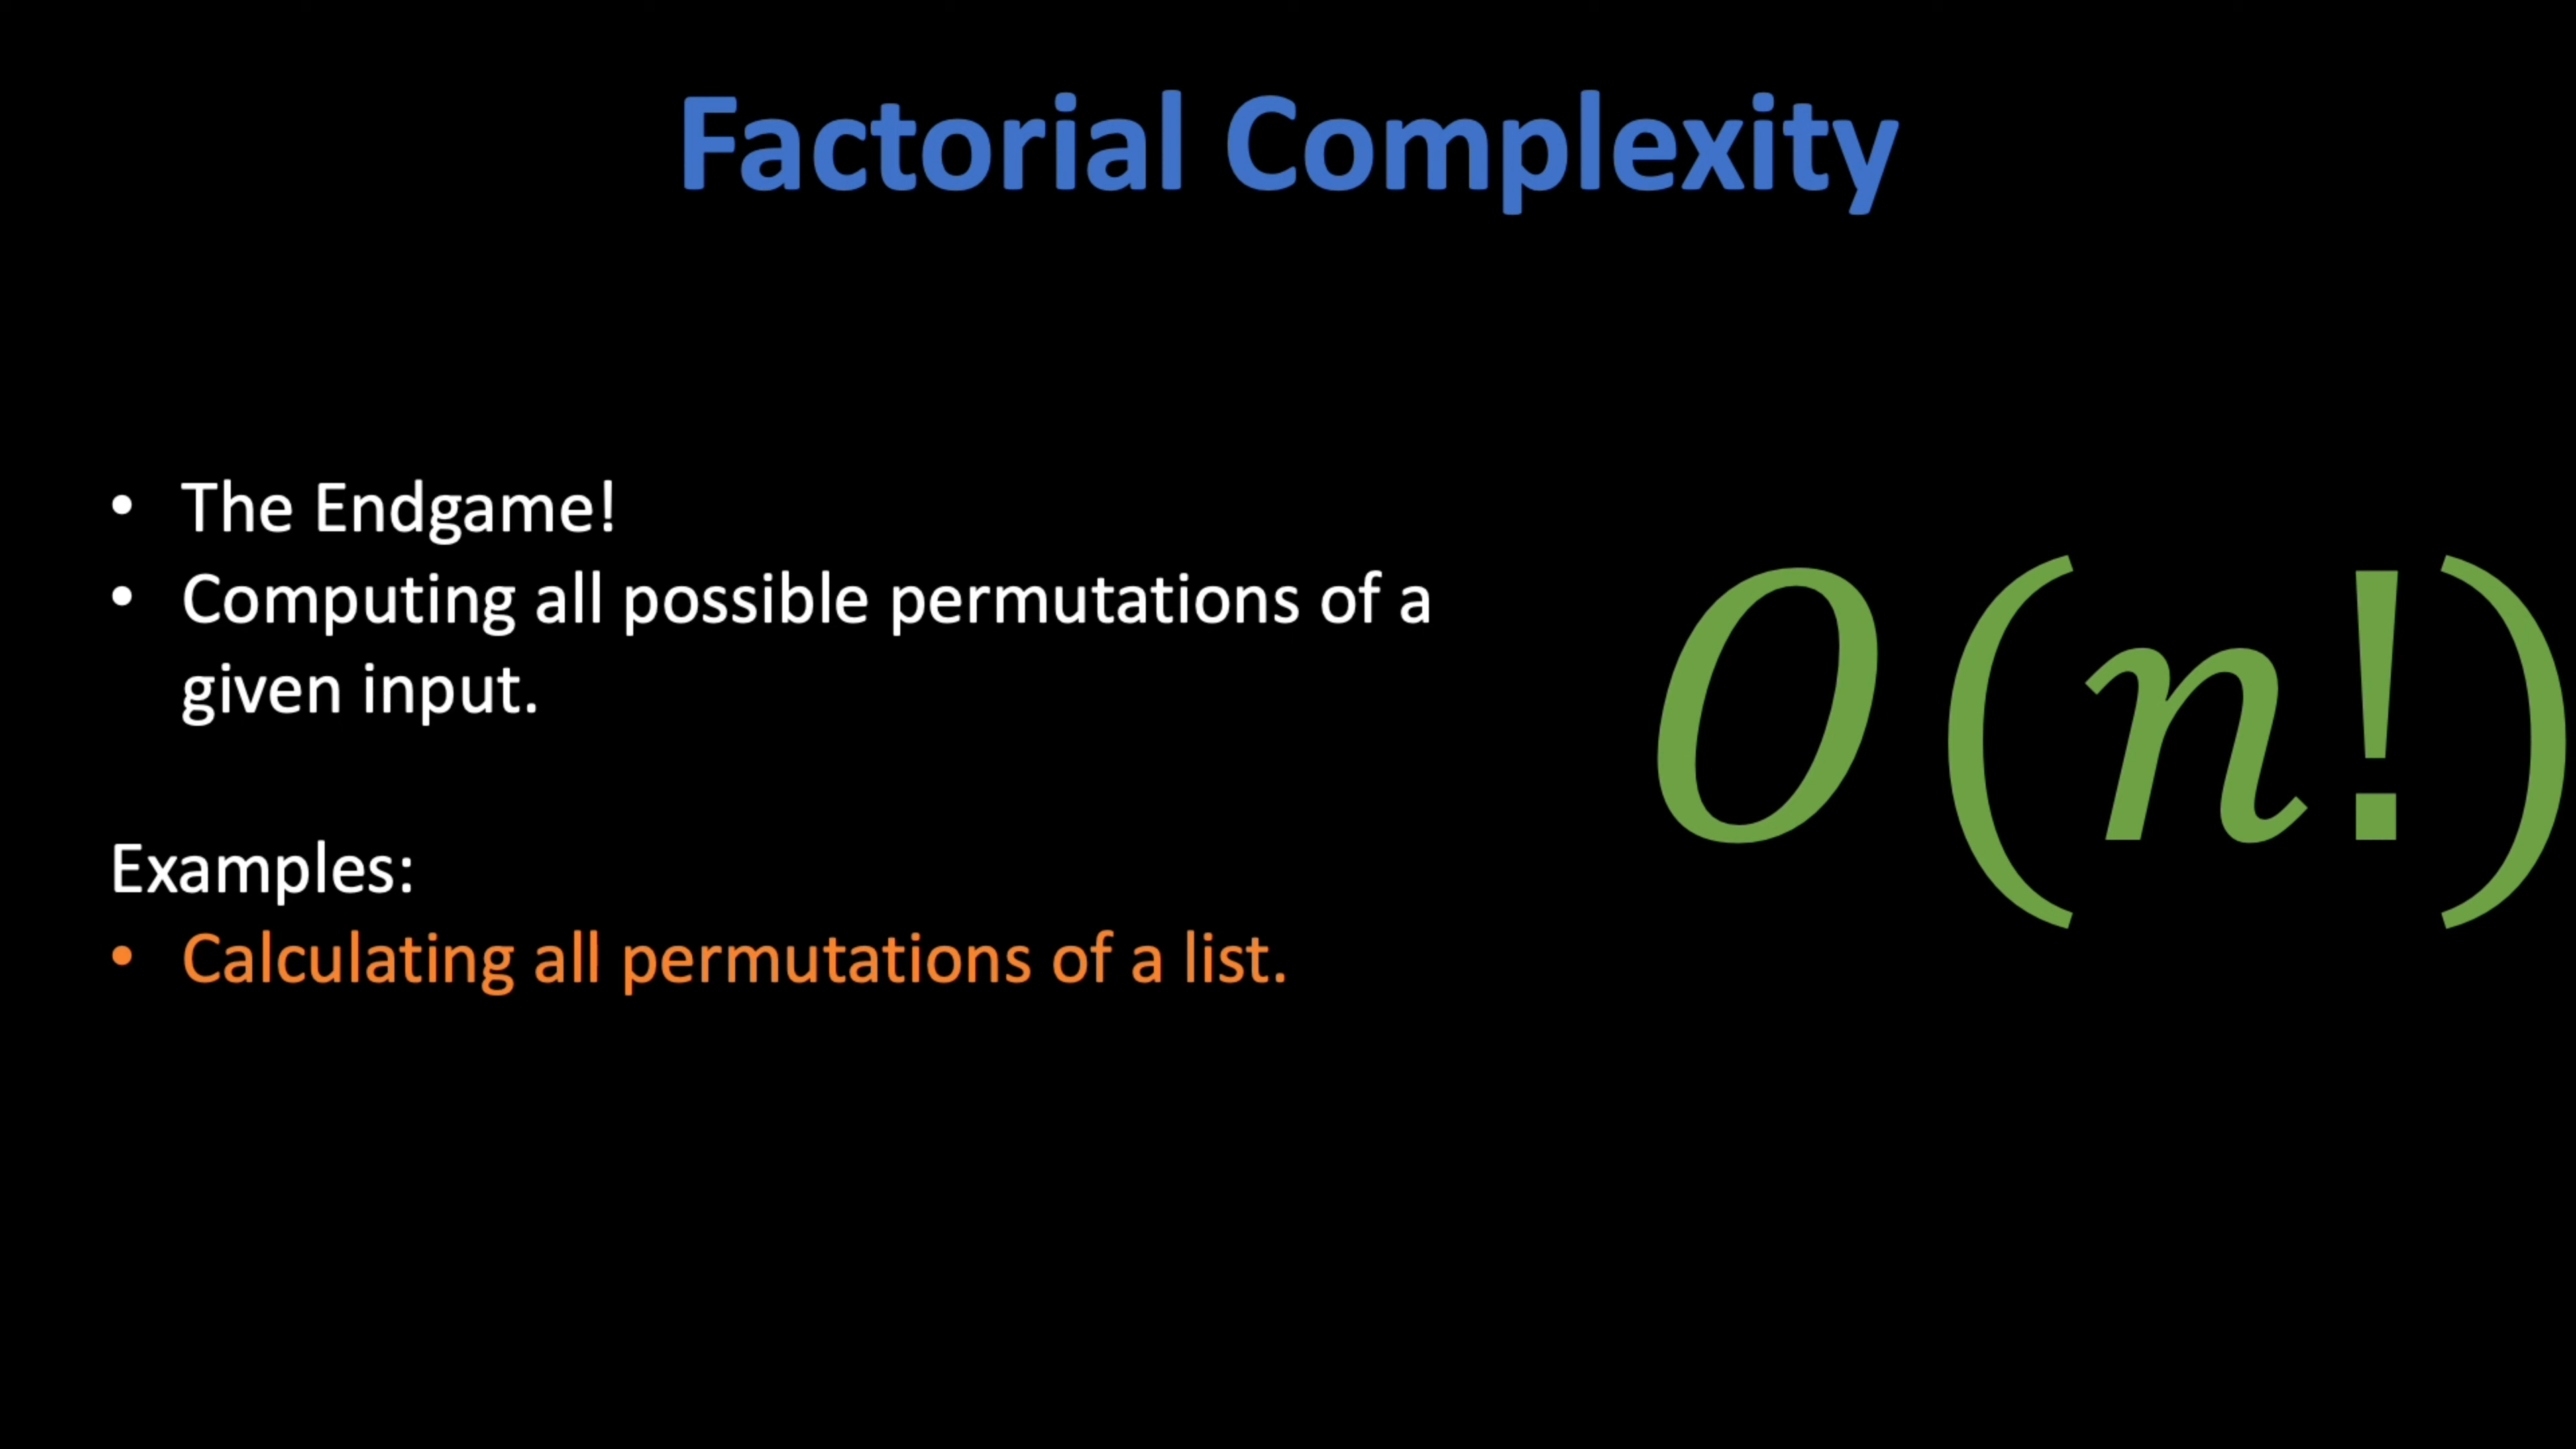 Factorial Complexity
• The Endgame!
• Computing all possible permutations of a
given input.
O(n!)
Examples:
• Calculating all permutations of a list.